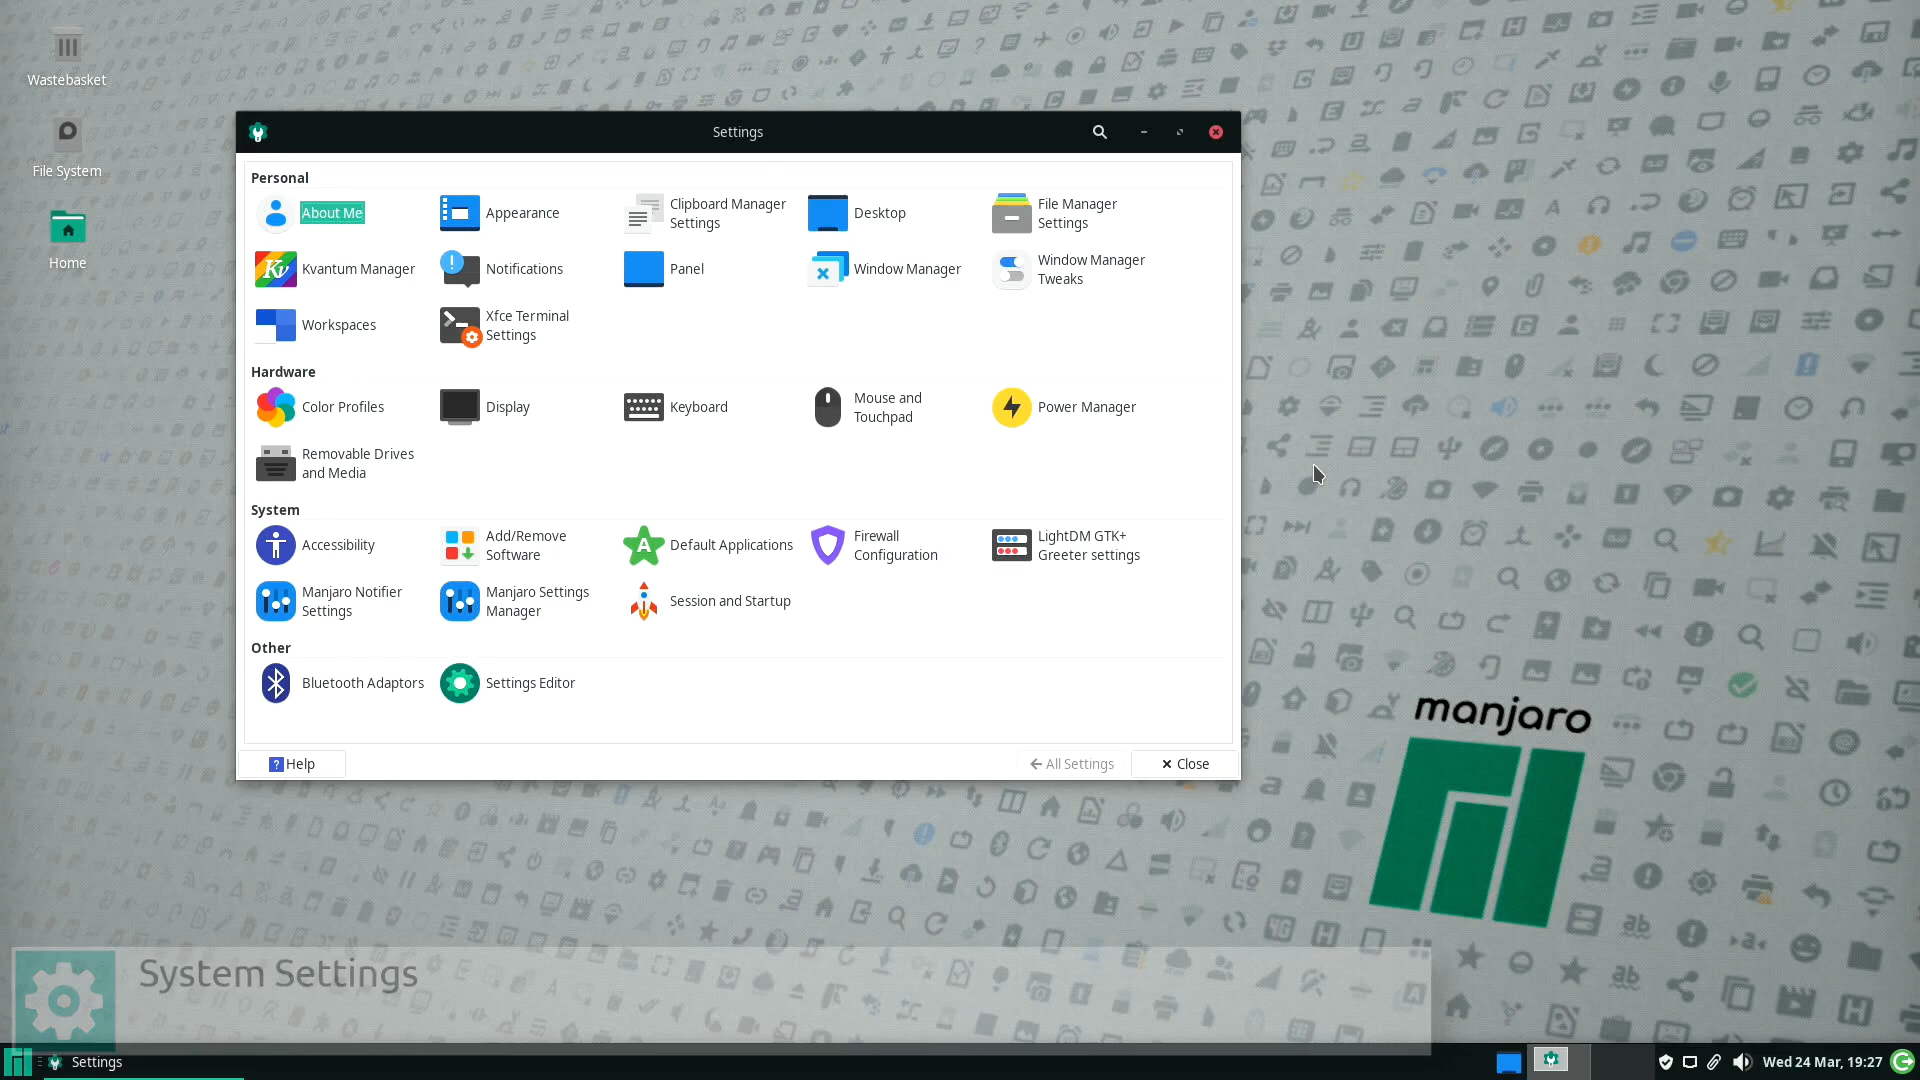 Wastebasket
File System
Home
Settings
Personal
About Me
Appearance
Clipboard Manager
Settings
Desktop
File Manager
Settings
Kvantum Manager
Notifications
Panel
Window Manager
Window Manager
Tweaks
Workspaces
Xfce Terminal
Settings
Hardware
Color Profiles
Display
Keyboard
Mouse and
Touchpad
Power Manager
Removable Drives
and Media
System
Accessibility
Add/Remove
Software
Default Applications
Firewall
Configuration
LightDM GTK+
Greeter settings
Manjaro Notifier
Settings
Manjaro Settings
Manager
Session and Startup
Other
Bluetooth Adaptors
Settings Editor
Help
All Settings
Close
manjaro
System Settings
Settings
Wed 24 Mar, 19:27